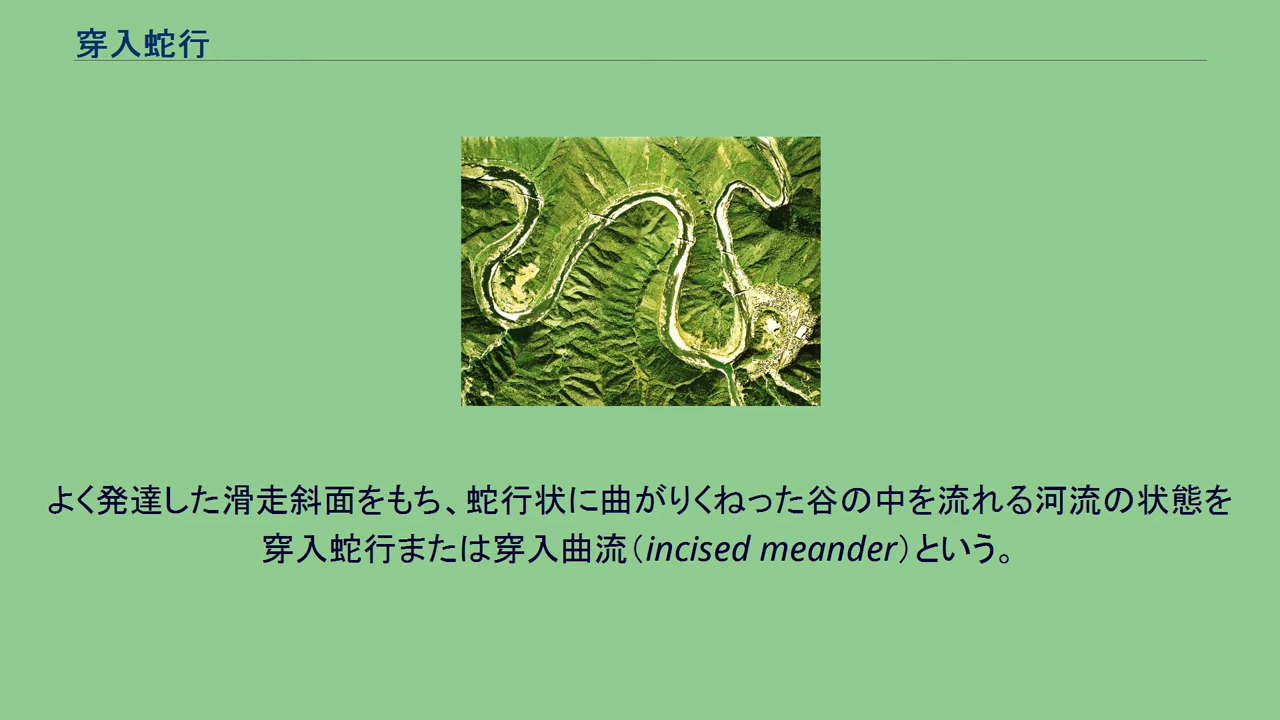 穿入蛇行
よく発達した滑走斜面をもち、蛇行状に曲がりくねった谷の中を流れる河流の状態を
穿入蛇行または穿入曲流（incised meander）という。